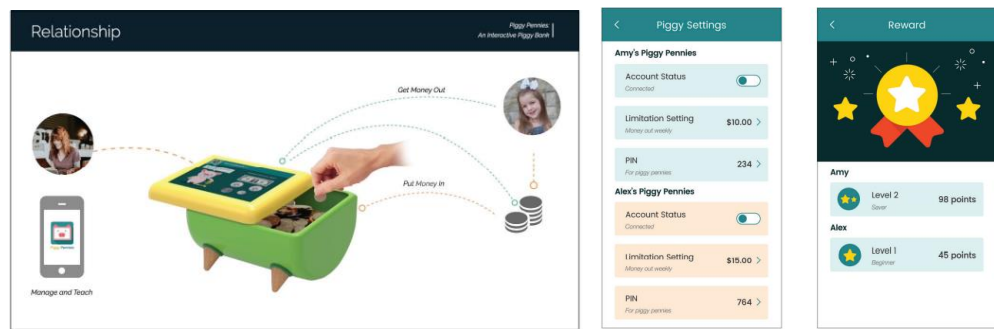 Relationship
Piggy Pennies:
An Interactive Piggy Bank
Get Money Out
Put Money In
Piggy Pennies
Manage and Teach
Piggy Settings
Amy's Piggy Pennies
Account Status
Connected
Limitation Setting
Money out weekly
$10.00
PIN
For piggy pennies
234
Alex's Piggy Pennies
Account Status
Connected
Limitation Setting
Money out weekly
$15.00
PIN
For piggy pennies
764
Reward
Amy
Level 2
Saver
98 points
Alex
Level 1
Beginner
45 points